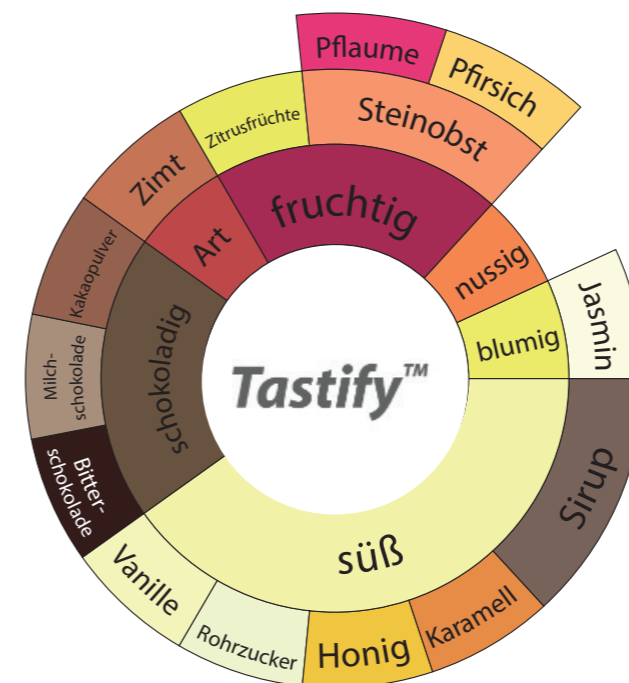 Pflaume
Pfirsich
Zitrusfrüchte
Steinobst
Zimt
Art
fruchtig
nussig
Kakaopulver
Jasmin
blumig
Milch-
schokolade
schokoladig
Tastify™
Bitter-
schokolade
Sirup
süß
Vanille
Rohrzucker
Honig
Karamell